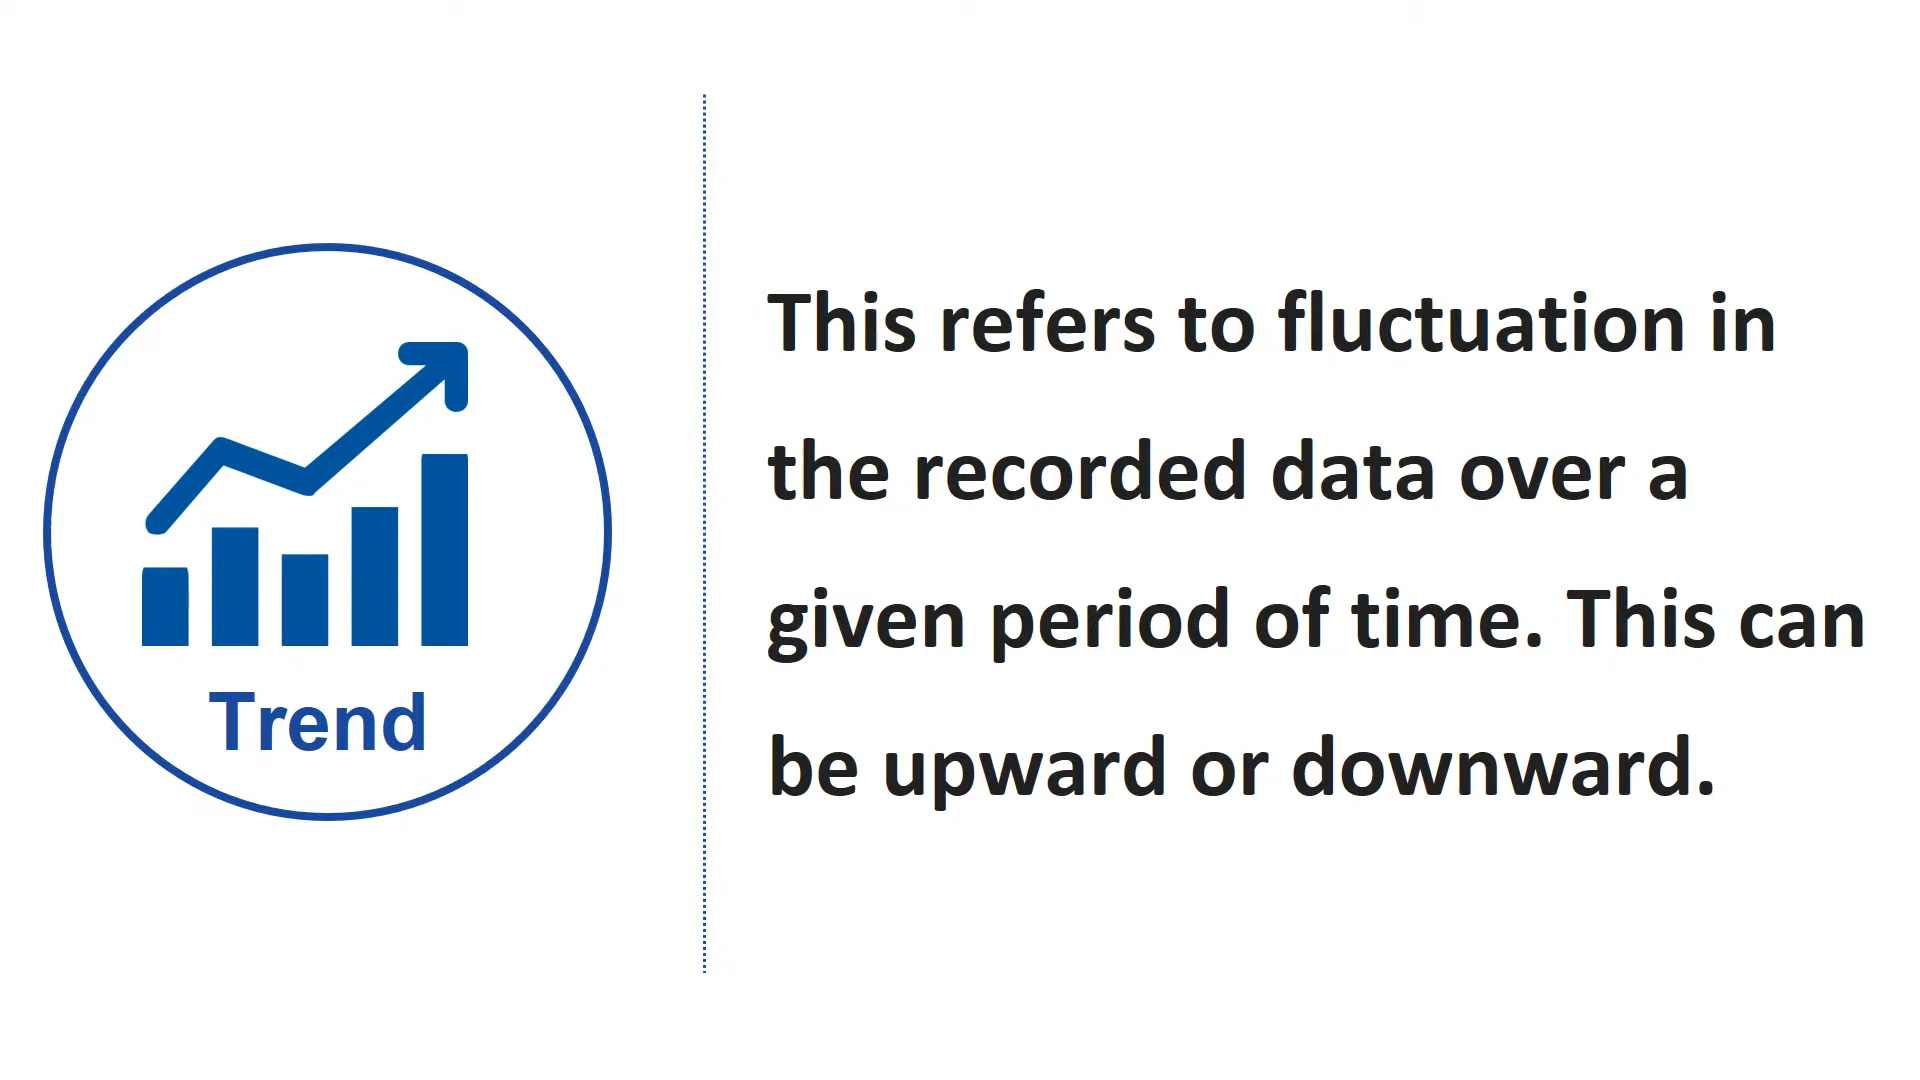 Trend
This refers to fluctuation in
the recorded data over a
given period of time. This can
be upward or downward.